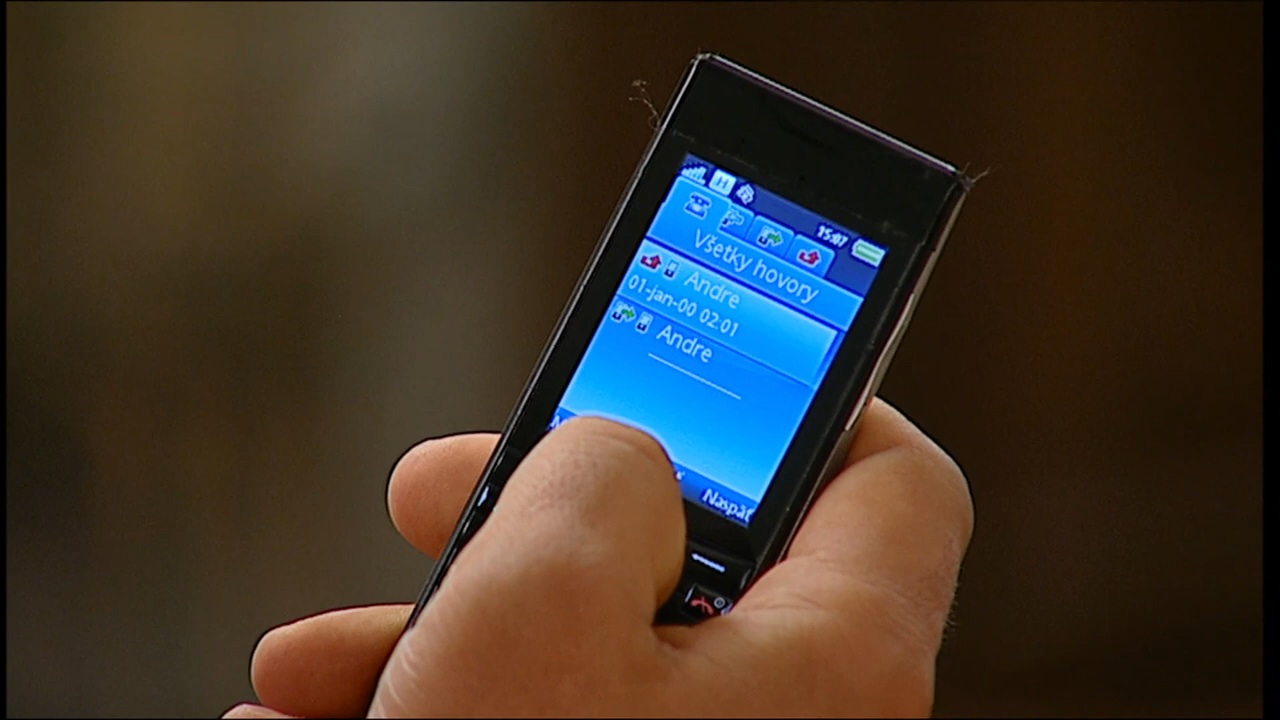 H
15:07
Všetky hovory
Andre
01-jan-00 02:01
Andre
Naspäť